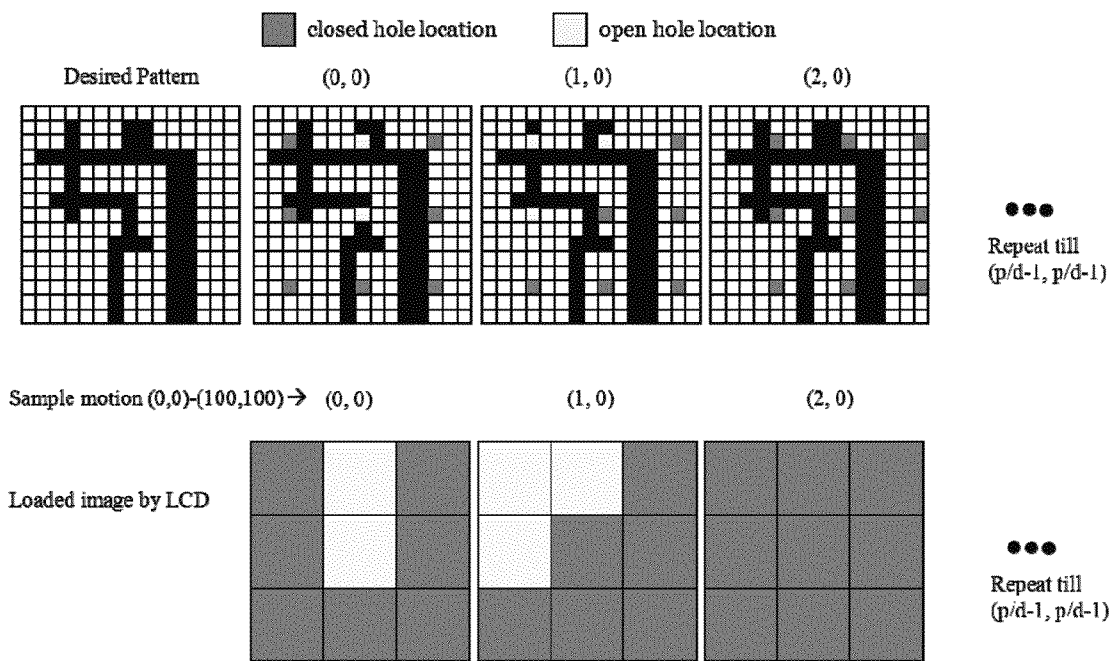 closed hole location open hole location
Desired Pattern (0, 0) (1, 0) (2, 0)
●●●
Repeat till
(p/d-1, p/d-1)
Sample motion (0,0)-(100,100) → (0, 0) (1, 0) (2, 0)
Loaded image by LCD
●●●
Repeat till
(p/d-1, p/d-1)